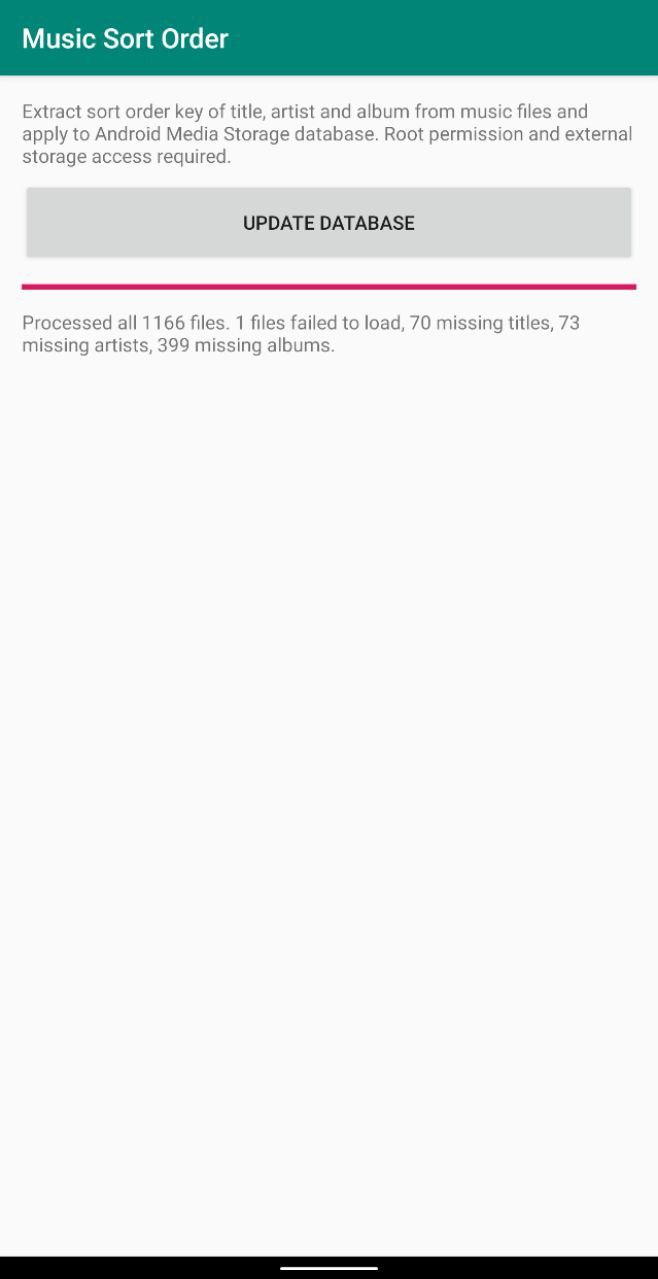 Music Sort Order
Extract sort order key of title, artist and album from music files and
apply to Android Media Storage database. Root permission and external
storage access required.
UPDATE DATABASE
Processed all 1166 files. 1 files failed to load, 70 missing titles, 73
missing artists, 399 missing albums.